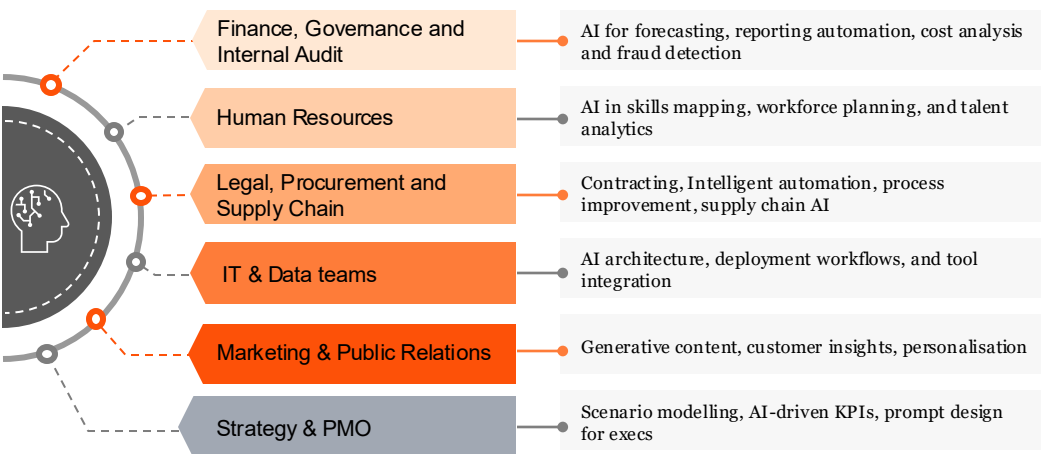 Finance, Governance and
Internal Audit
AI for forecasting, reporting automation, cost analysis
and fraud detection
Human Resources
AI in skills mapping, workforce planning, and talent
analytics
Legal, Procurement and
Supply Chain
Contracting, Intelligent automation, process
improvement, supply chain AI
IT & Data teams
AI architecture, deployment workflows, and tool
integration
Marketing & Public Relations
Generative content, customer insights, personalisation
Strategy & PMO
Scenario modelling, AI-driven KPIs, prompt design
for execs